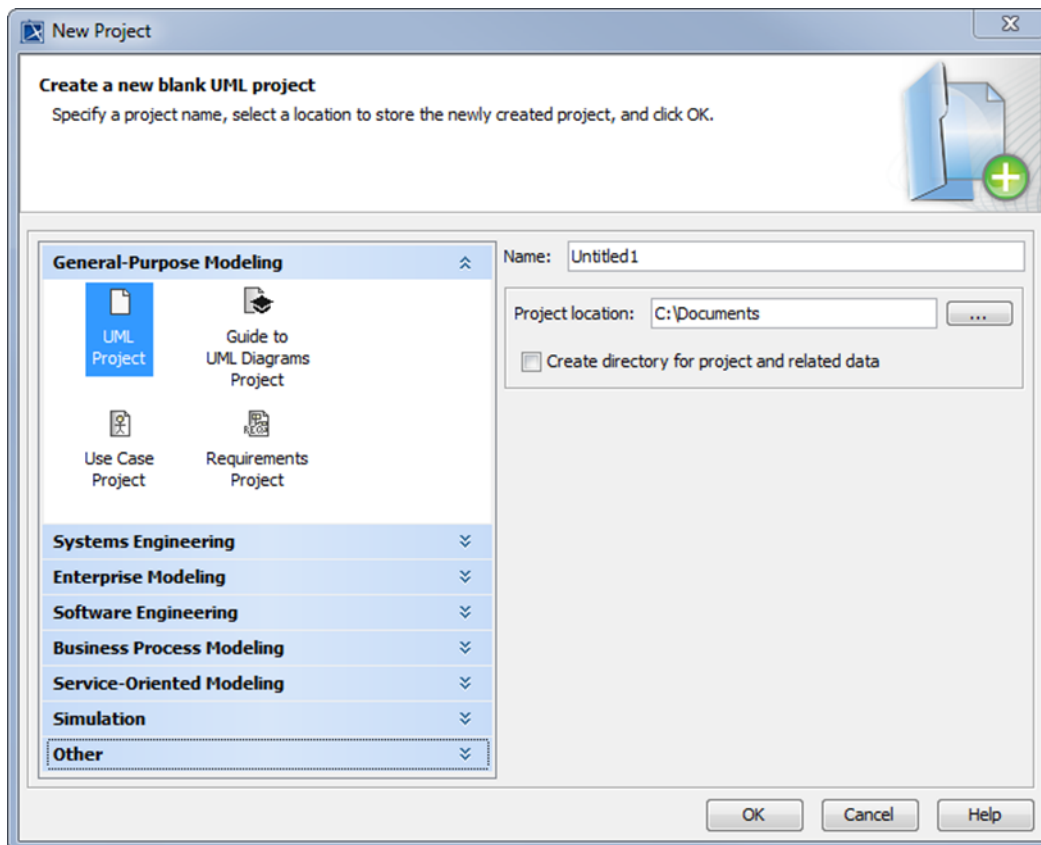 New Project
Create a new blank UML project
Specify a project name, select a location to store the newly created project, and click OK.
General-Purpose Modeling
UML
Project
Guide to
UML Diagrams
Project
Use Case
Project
Requirements
Project
Systems Engineering
Enterprise Modeling
Software Engineering
Business Process Modeling
Service-Oriented Modeling
Simulation
Other
Name: Untitled1
Project location: C:\Documents ...
Create directory for project and related data
OK Cancel Help